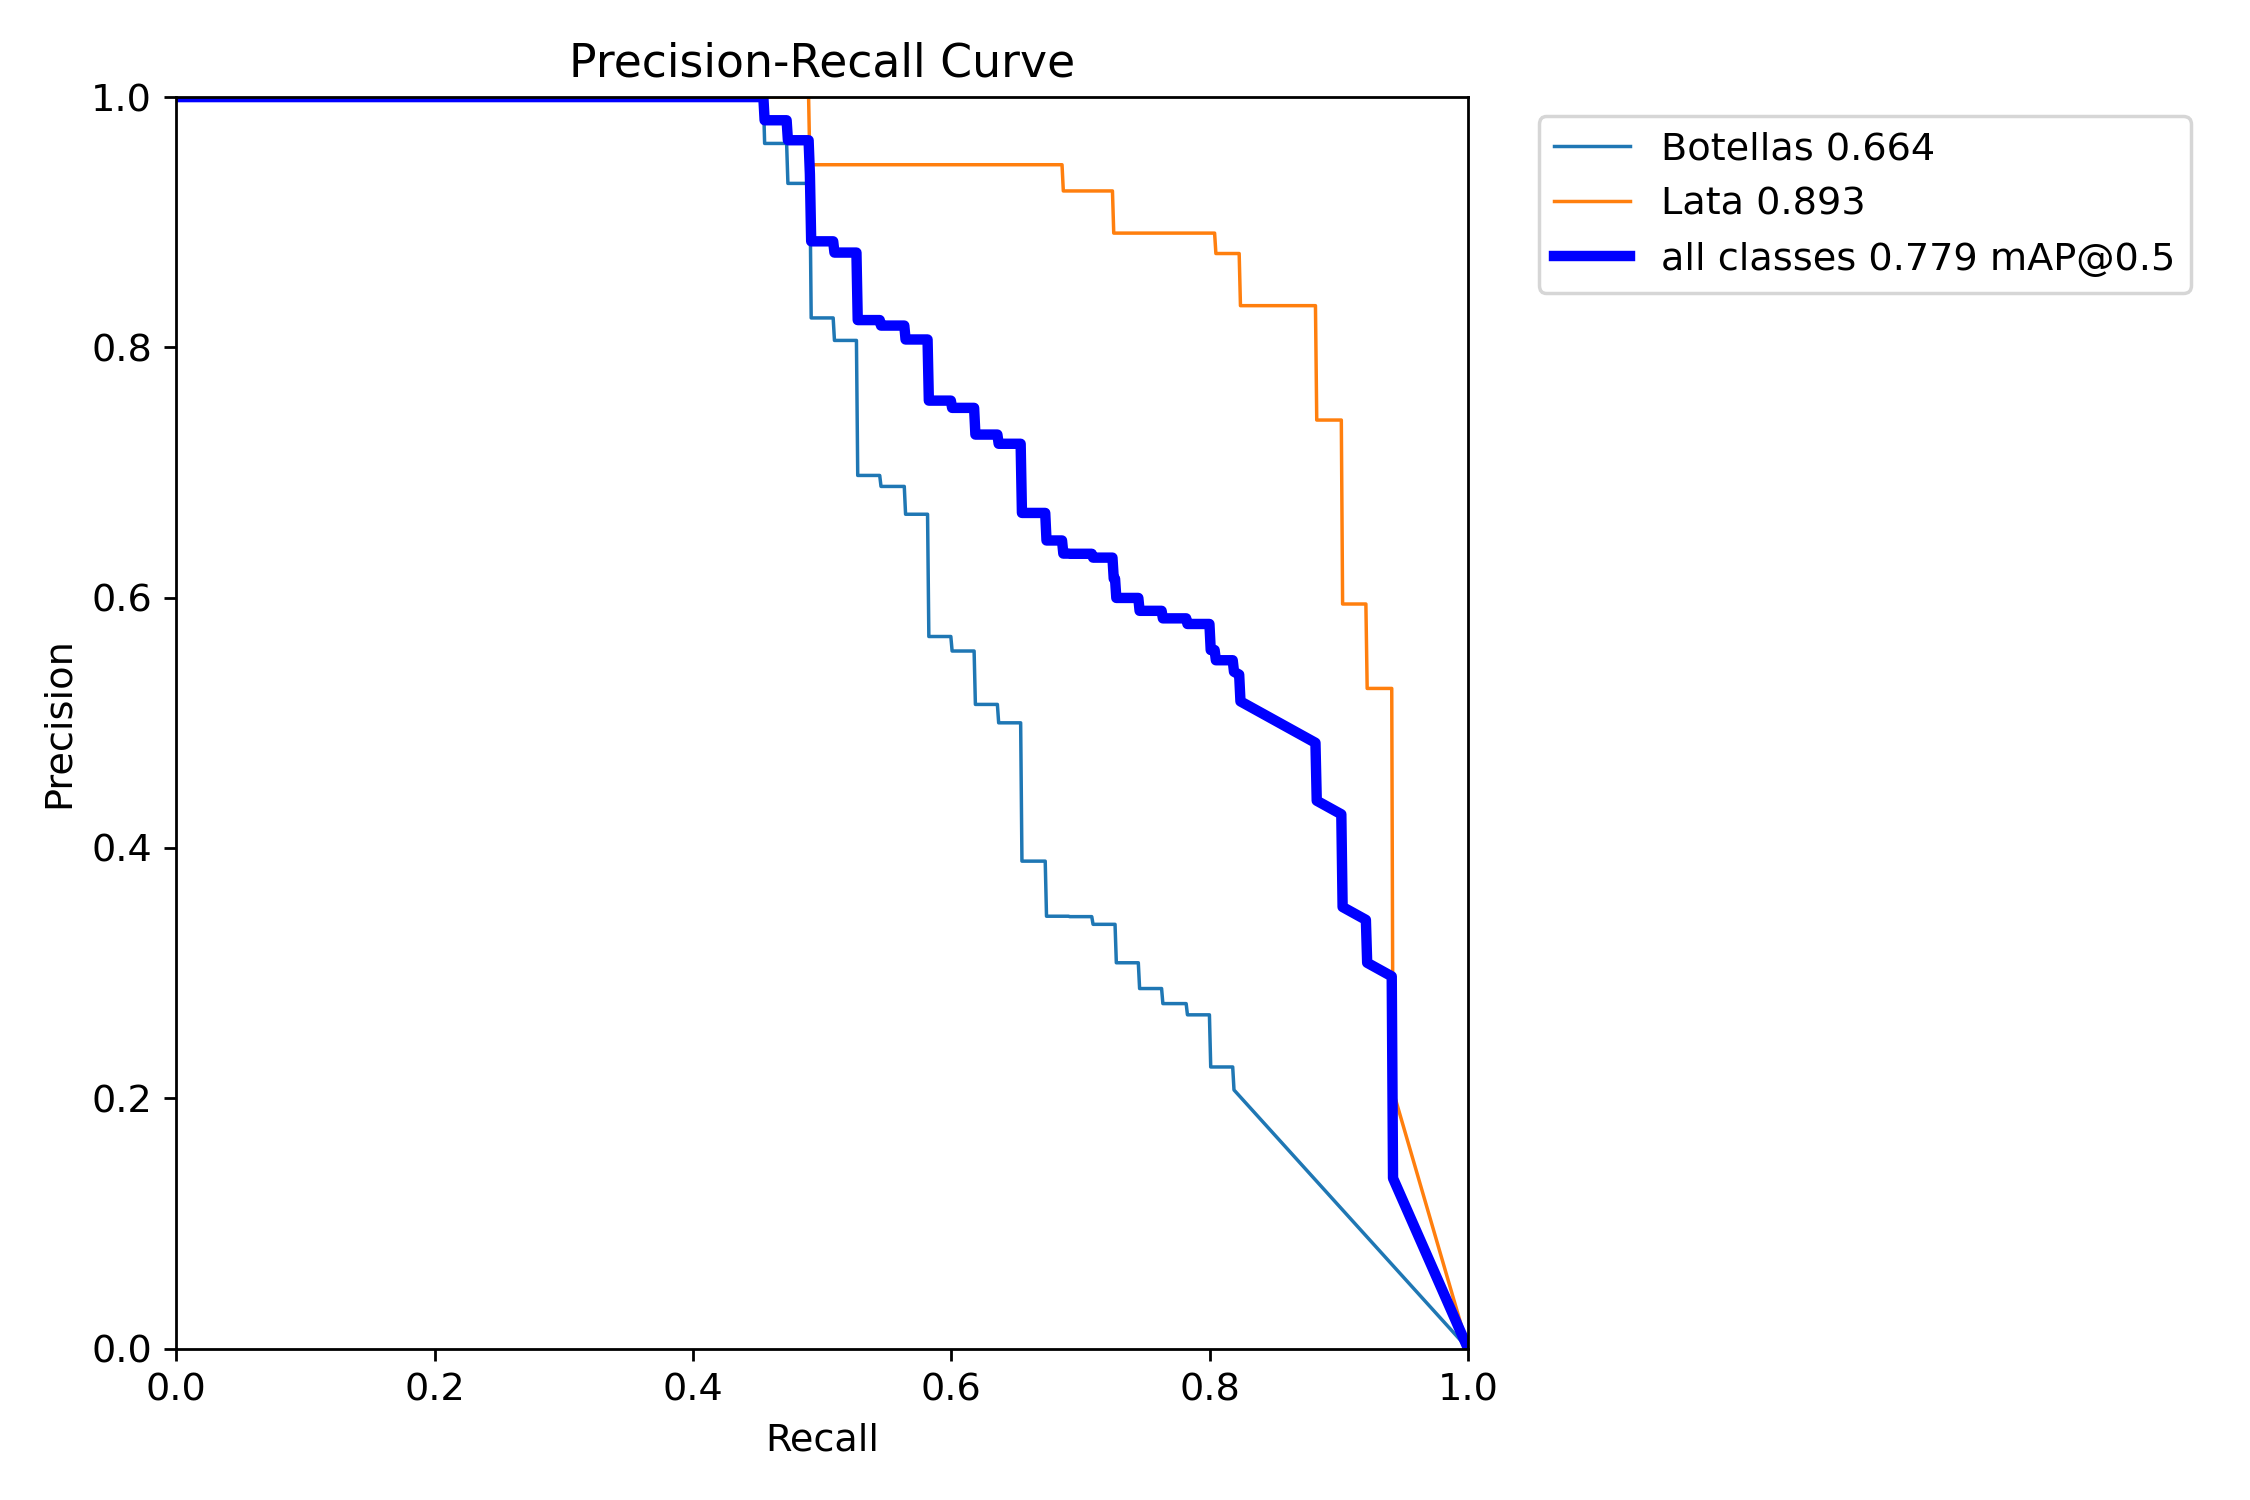 Precision-Recall Curve
1.0
0.8
0.6
0.4
0.2
0.0
Precision
0.0 0.2 0.4 0.6 0.8 1.0
Recall
Botellas 0.664
Lata 0.893
all classes 0.779 mAP@0.5